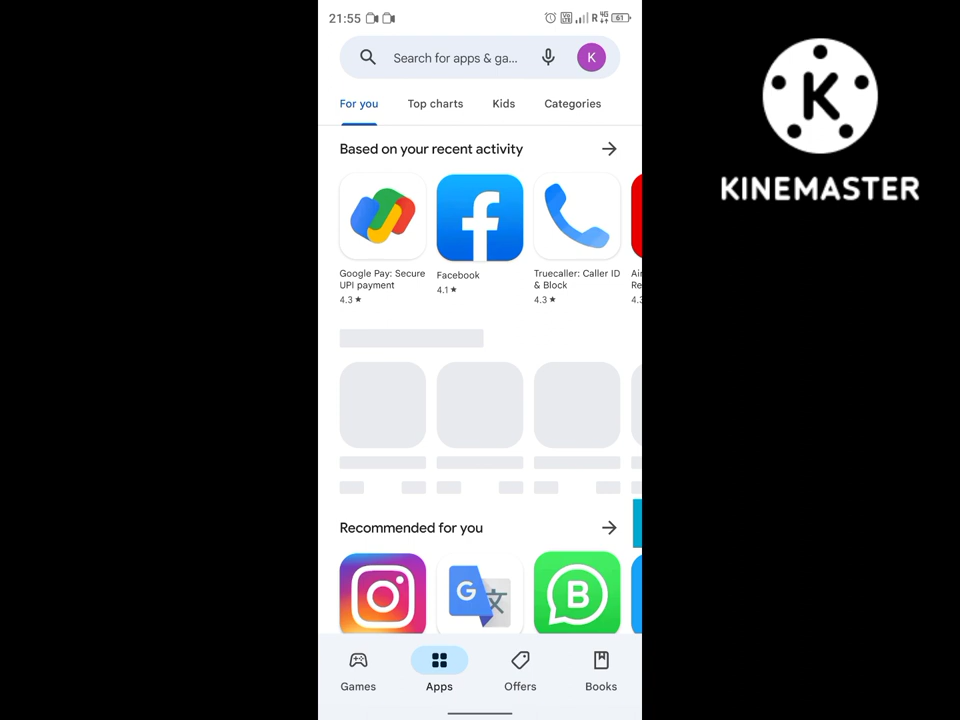 21:55
R 4G
61
Search for apps & ga...
K
For you
Top charts
Kids
Categories
Based on your recent activity
Google Pay: Secure
UPI payment
4.3 ★
Facebook
4.1 ★
Truecaller: Caller ID
& Block
4.3 ★
Recommended for you
G
B
Games
Apps
Offers
Books
K
KINEMASTER